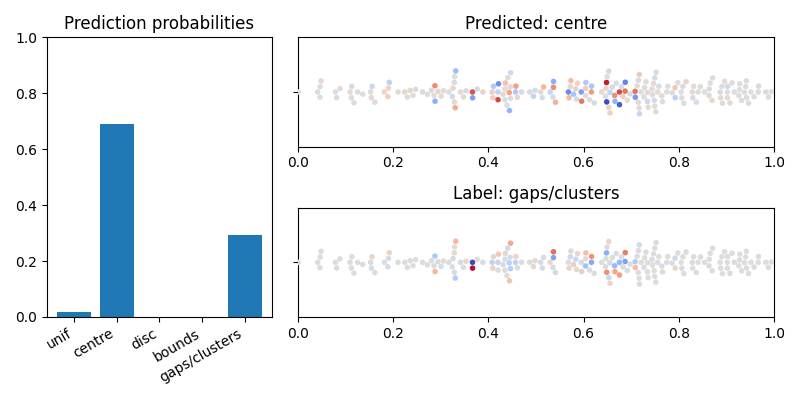 Prediction probabilities
1.0
0.8
0.6
0.4
0.2
0.0
unif
centre
disc
bounds
gaps/clusters
Predicted: centre
0.0 0.2 0.4 0.6 0.8 1.0
Label: gaps/clusters
0.0 0.2 0.4 0.6 0.8 1.0